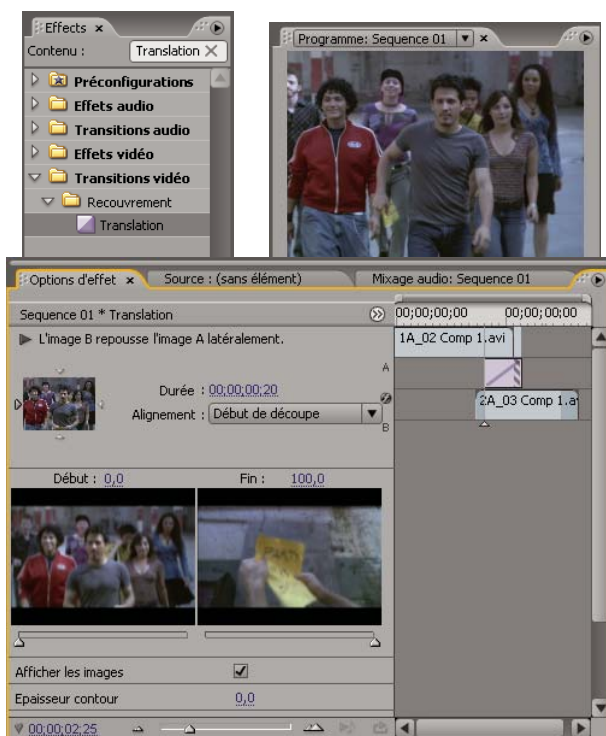 Effects
Contenu : Translation
Préconfigurations
Effets audio
Transitions audio
Effets vidéo
Transitions vidéo
Recouvrement
Translation
Programme: Sequence 01
Options d'effet
Source : (sans élément)
Mixage audio: Sequence 01
Sequence 01 * Translation
00;00;00;00 00;00;00;00
L'image B repousse l'image A latéralement.
1A_02 Comp 1.avi
A
Durée : 00;00;00;20
Alignement : Début de découpe
2A_03 Comp 1.a
B
Début : 0,0
Fin : 100,0
Afficher les images
Epaisseur contour 0,0
00;00;02;25